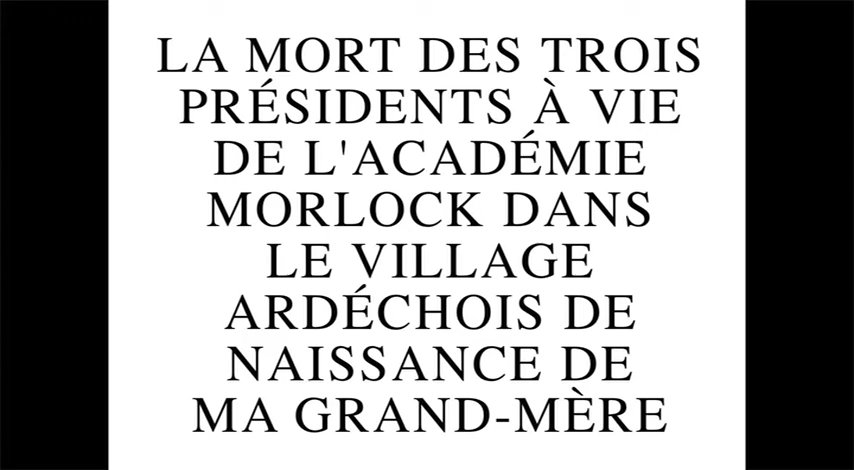 LA MORT DES TROIS
PRÉSIDENTS À VIE
DE L'ACADÉMIE
MORLOCK DANS
LE VILLAGE
ARDÉCHOIS DE
NAISSANCE DE
MA GRAND-MÈRE